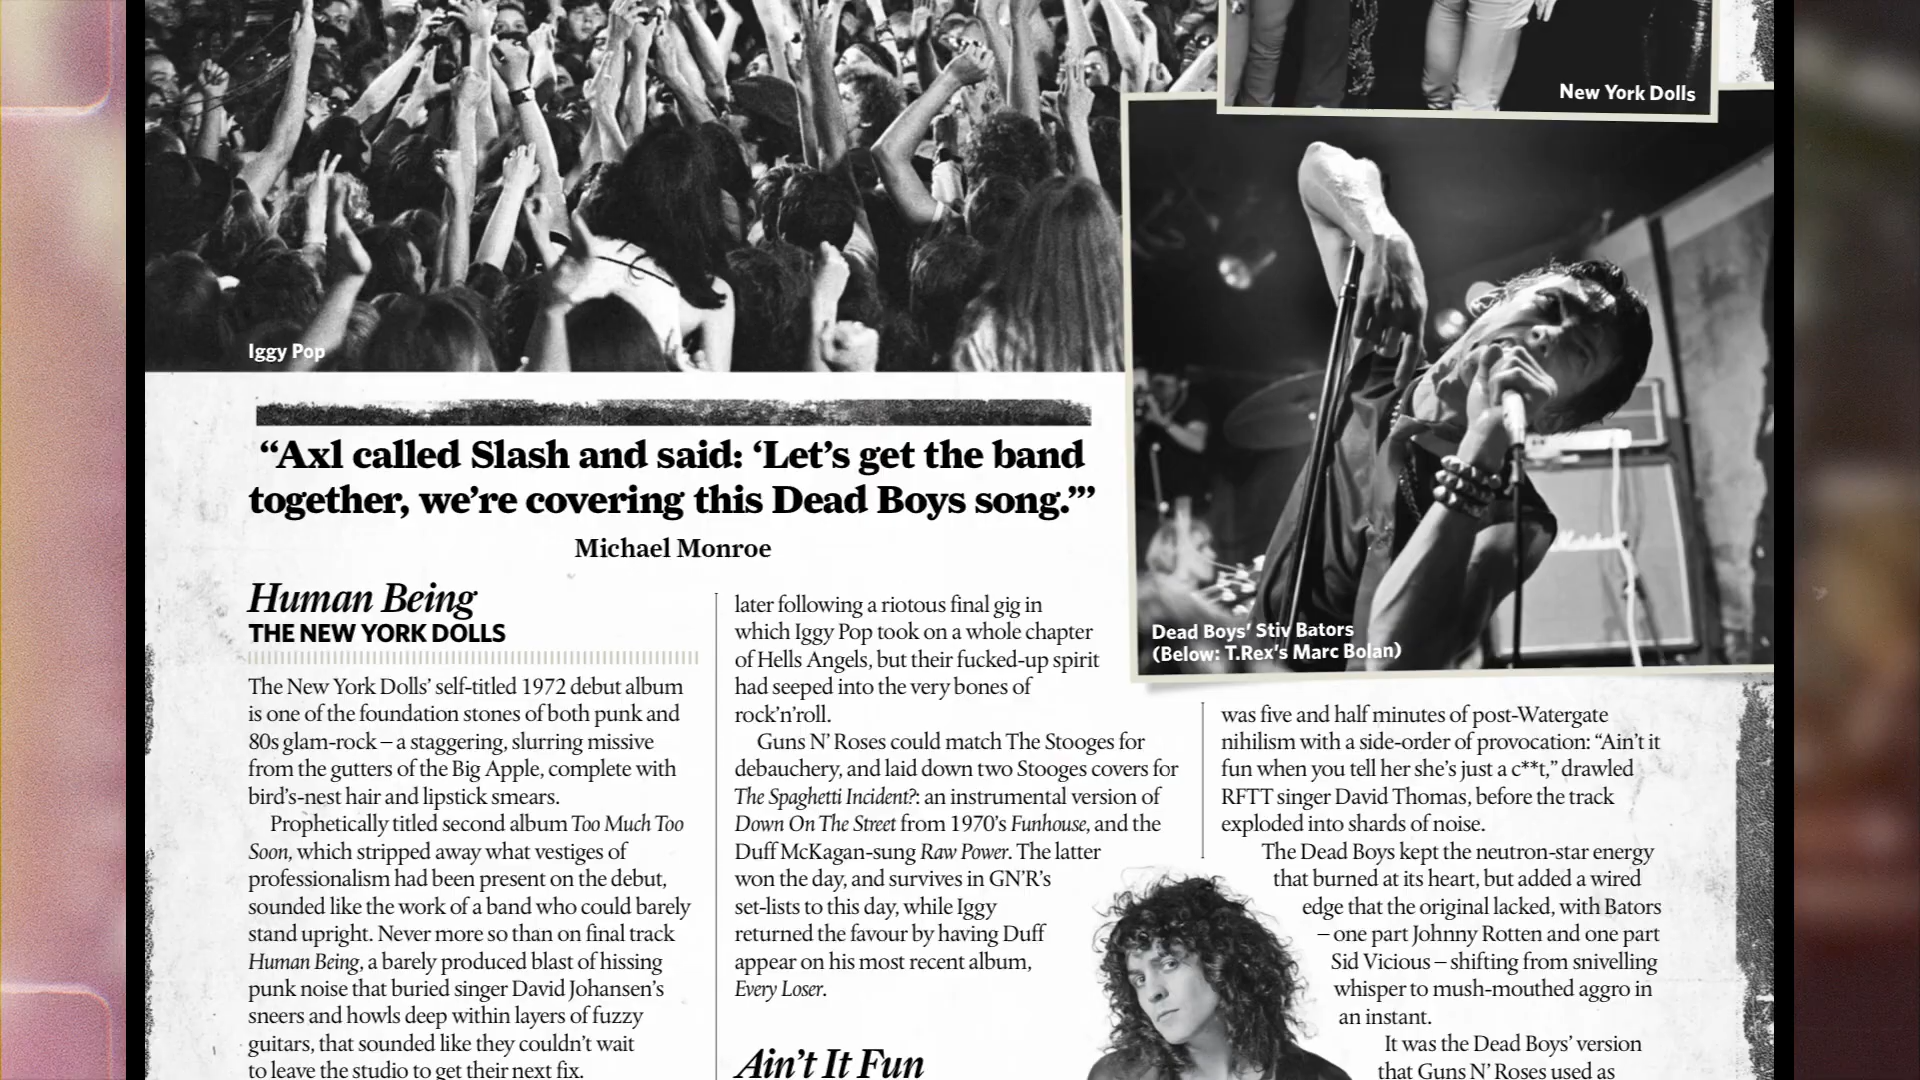 New York Dolls
Iggy Pop
“Axl called Slash and said: ‘Let’s get the band
together, we’re covering this Dead Boys song.’”
Michael Monroe
Dead Boys’ Stiv Bators
(Below: T.Rex’s Marc Bolan)
Human Being
THE NEW YORK DOLLS
The New York Dolls’ self-titled 1972 debut album
is one of the foundation stones of both punk and
80s glam-rock – a staggering, slurring missive
from the gutters of the Big Apple, complete with
bird’s-nest hair and lipstick smears.
Prophetically titled second album Too Much Too
Soon, which stripped away what vestiges of
professionalism had been present on the debut,
sounded like the work of a band who could barely
stand upright. Never more so than on final track
Human Being, a barely produced blast of hissing
punk noise that buried singer David Johansen’s
sneers and howls deep within layers of fuzzy
guitars, that sounded like they couldn’t wait
to leave the studio to get their next fix.
later following a riotous final gig in
which Iggy Pop took on a whole chapter
of Hells Angels, but their fucked-up spirit
had seeped into the very bones of
rock’n’roll.
Guns N’ Roses could match The Stooges for
debauchery, and laid down two Stooges covers for
The Spaghetti Incident?: an instrumental version of
Down On The Street from 1970’s Funhouse, and the
Duff McKagan-sung Raw Power. The latter
won the day, and survives in GN’R’s
set-lists to this day, while Iggy
returned the favour by having Duff
appear on his most recent album,
Every Loser.
Ain’t It Fun
was five and half minutes of post-Watergate
nihilism with a side-order of provocation: “Ain’t it
fun when you tell her she’s just a c**t,” drawled
RFTT singer David Thomas, before the track
exploded into shards of noise.
The Dead Boys kept the neutron-star energy
that burned at its heart, but added a wired
edge that the original lacked, with Bators
– one part Johnny Rotten and one part
Sid Vicious – shifting from snivelling
whisper to mush-mouthed aggro in
an instant.
It was the Dead Boys’ version
that Guns N’ Roses used as